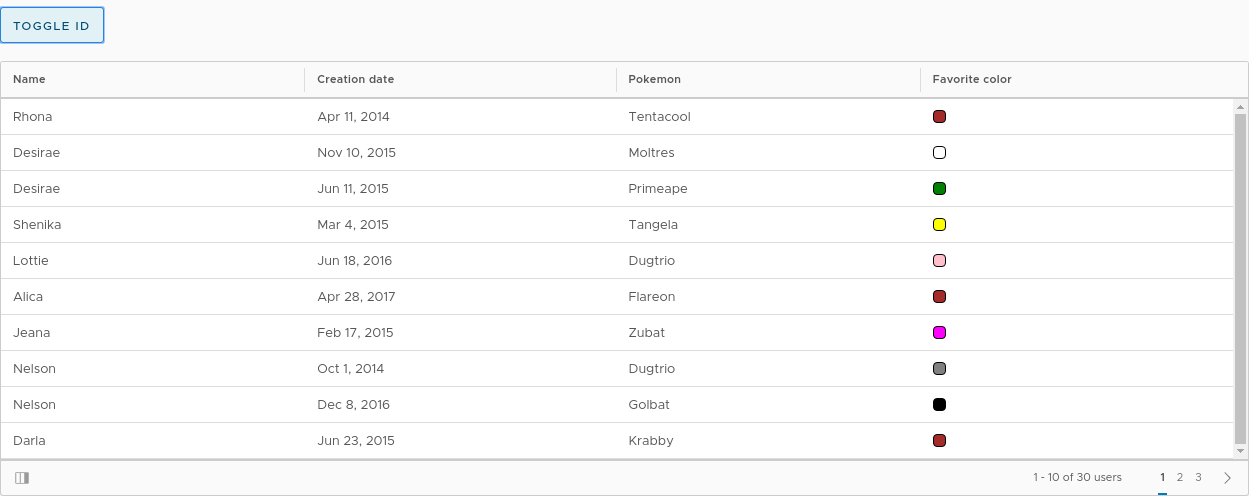 TOGGLE ID
Name Creation date Pokemon Favorite color
Rhona Apr 11, 2014 Tentacool
Desirae Nov 10, 2015 Moltres
Desirae Jun 11, 2015 Primeape
Shenika Mar 4, 2015 Tangela
Lottie Jun 18, 2016 Dugtrio
Alica Apr 28, 2017 Flareon
Jeana Feb 17, 2015 Zubat
Nelson Oct 1, 2014 Dugtrio
Nelson Dec 8, 2016 Golbat
Darla Jun 23, 2015 Krabby
1 - 10 of 30 users 1 2 3